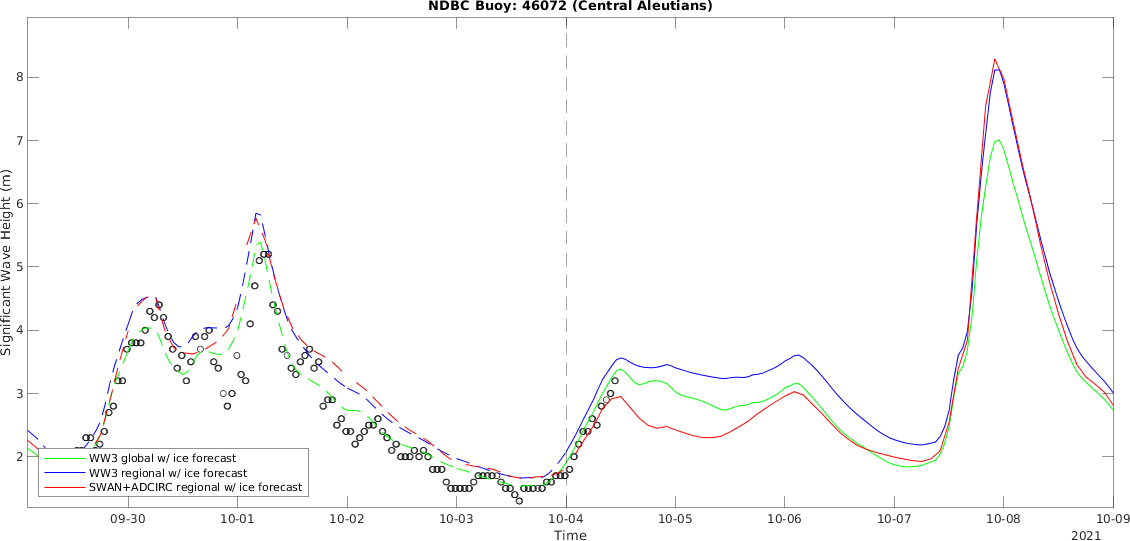 NDBC Buoy: 46072 (Central Aleutians)
Significant Wave Height (m)
8
7
6
5
4
3
2
WW3 global w/ ice forecast
WW3 regional w/ ice forecast
SWAN+ADCIRC regional w/ ice forecast
09-30 10-01 10-02 10-03 10-04 10-05 10-06 10-07 10-08 10-09
Time
2021